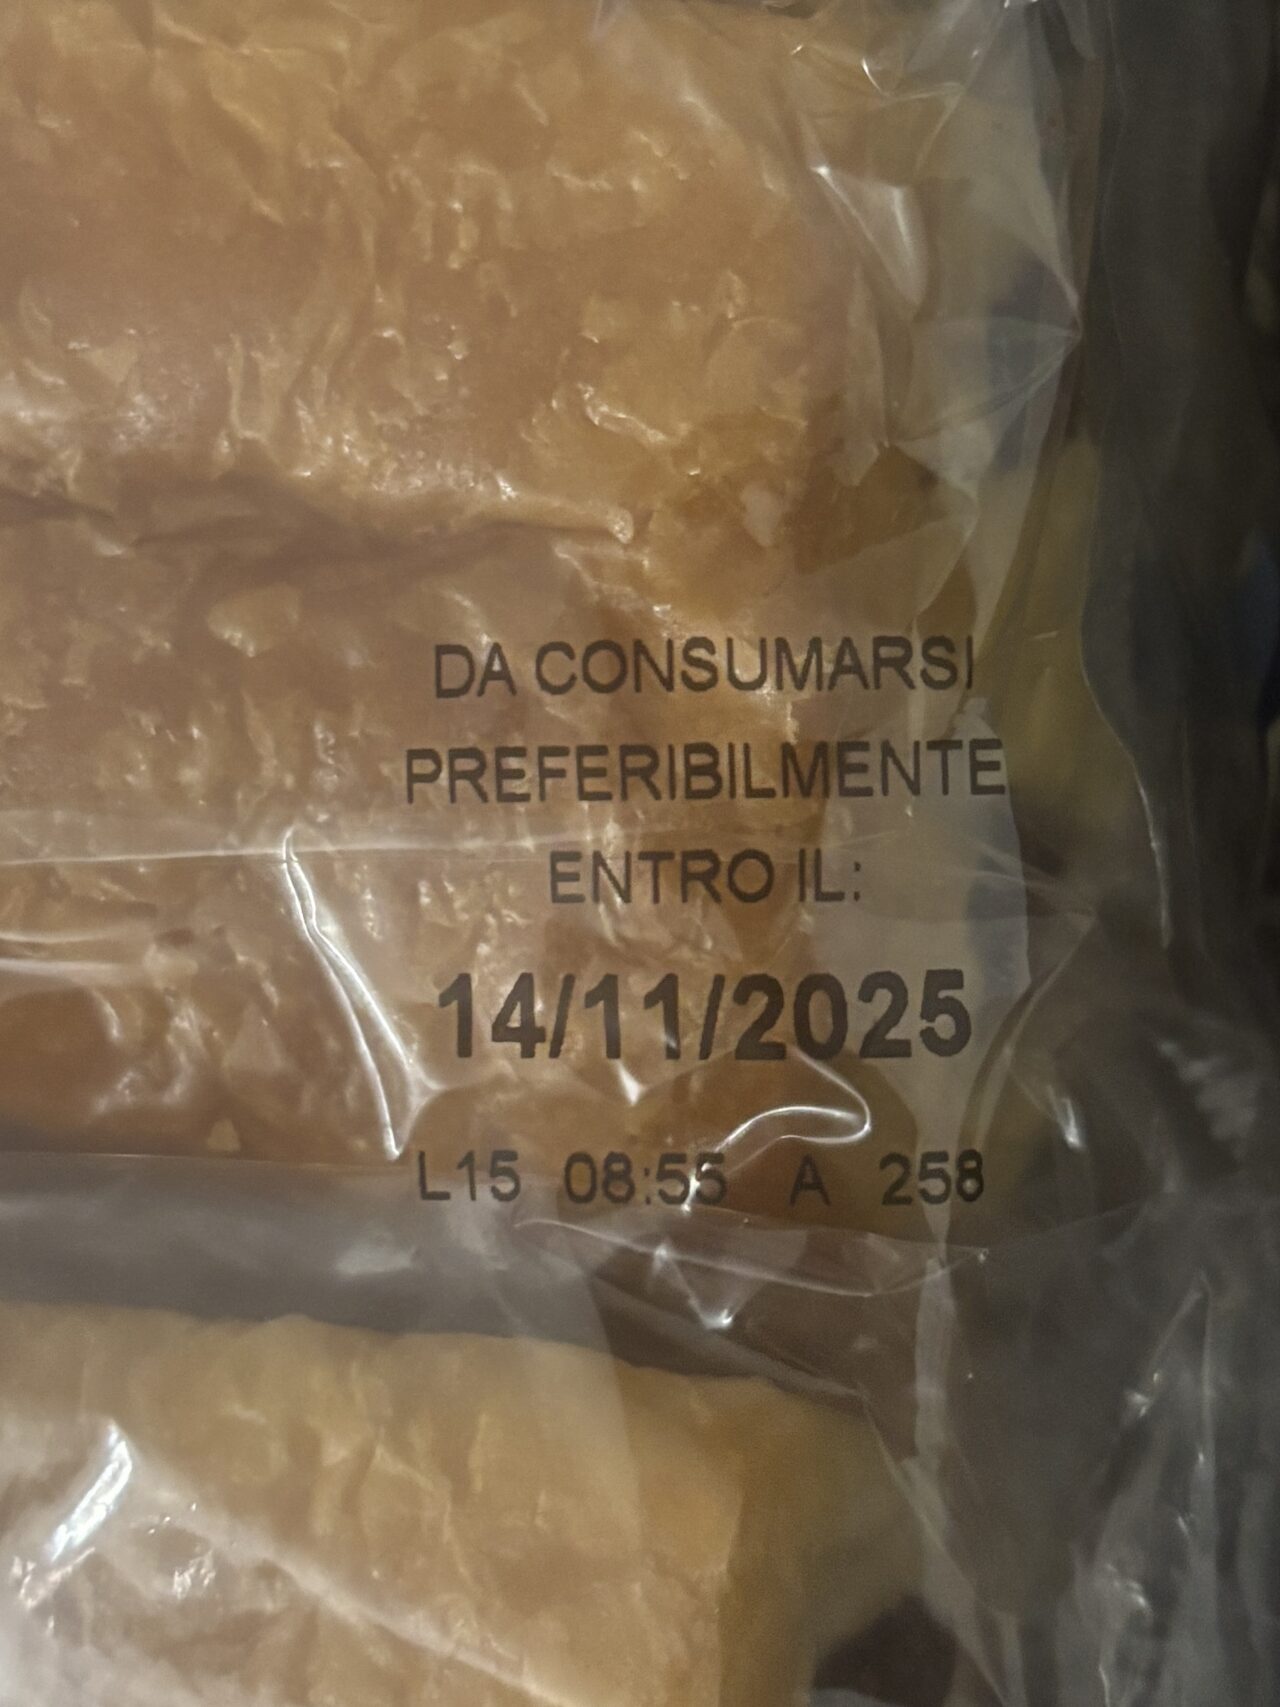 DA CONSUMARSI
PREFERIBILMENTE
ENTRO IL:
14/11/2025
L15 08:55 A 258